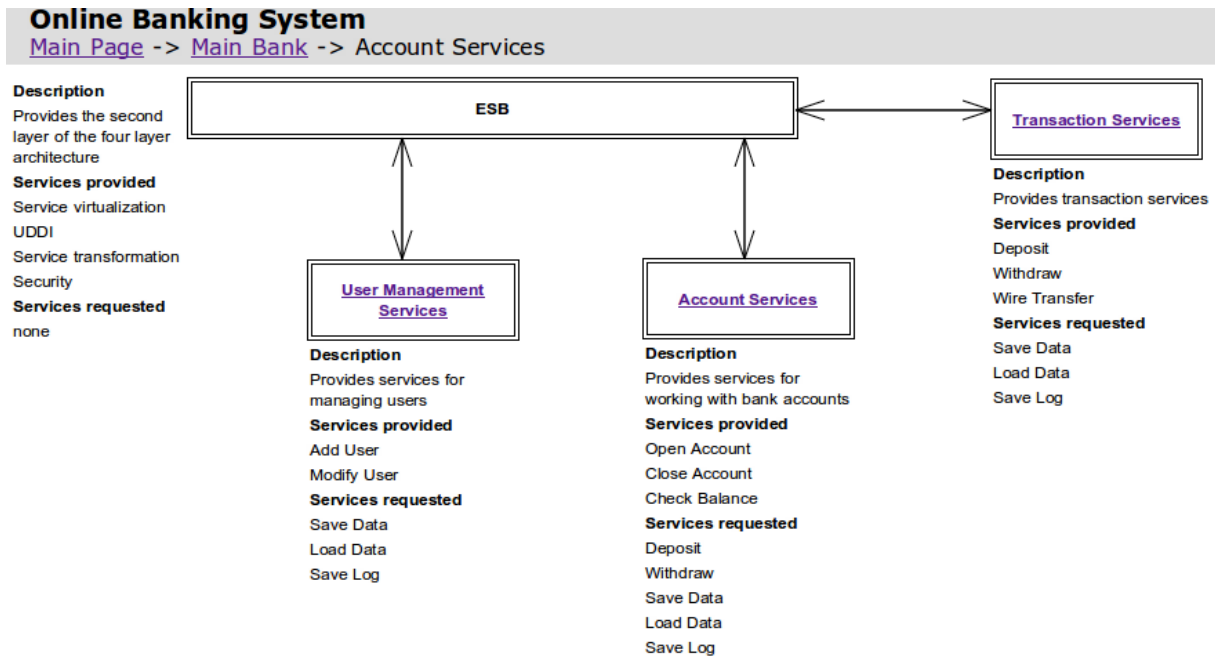 Online Banking System
Main Page -> Main Bank -> Account Services
Description
Provides the second
layer of the four layer
architecture
Services provided
Service virtualization
UDDI
Service transformation
Security
Services requested
none
ESB
User Management
Services
Description
Provides services for
managing users
Services provided
Add User
Modify User
Services requested
Save Data
Load Data
Save Log
Account Services
Description
Provides services for
working with bank accounts
Services provided
Open Account
Close Account
Check Balance
Services requested
Deposit
Withdraw
Save Data
Load Data
Save Log
Transaction Services
Description
Provides transaction services
Services provided
Deposit
Withdraw
Wire Transfer
Services requested
Save Data
Load Data
Save Log